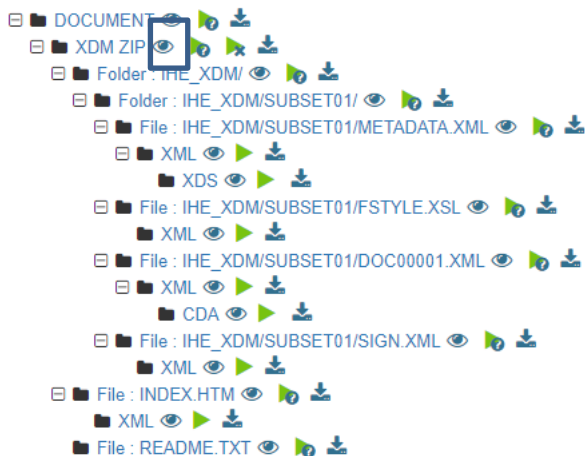 DOCUMENT
XDM ZIP
Folder : IHE_XDM/
Folder : IHE_XDM/SUBSET01/
File : IHE_XDM/SUBSET01/METADATA.XML
XML
XDS
File : IHE_XDM/SUBSET01/FSTYLE.XSL
XML
File : IHE_XDM/SUBSET01/DOC00001.XML
XML
CDA
File : IHE_XDM/SUBSET01/SIGN.XML
XML
File : INDEX.HTM
XML
File : README.TXT